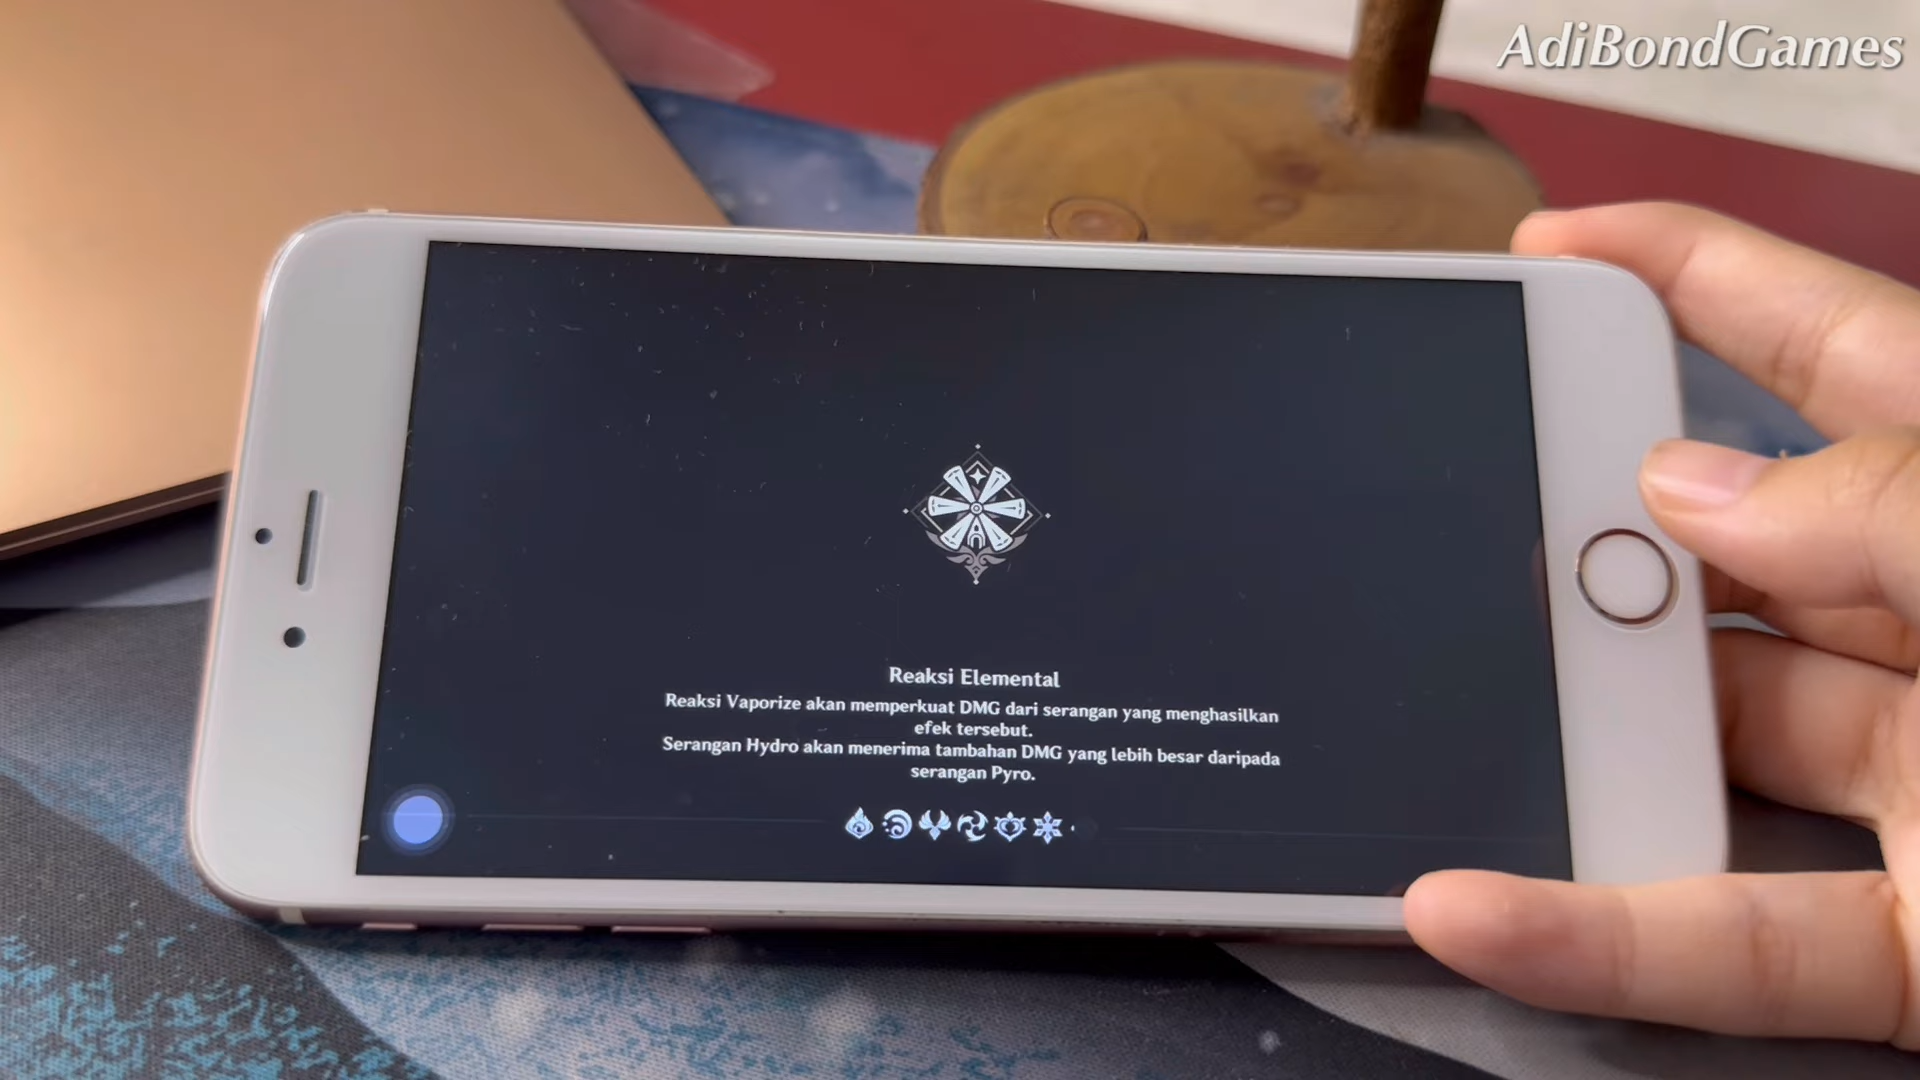 AdiBondGames
Reaksi Elemental
Reaksi Vaporize akan memperkuat DMG dari serangan yang menghasilkan
efek tersebut.
Serangan Hydro akan menerima tambahan DMG yang lebih besar daripada
serangan Pyro.